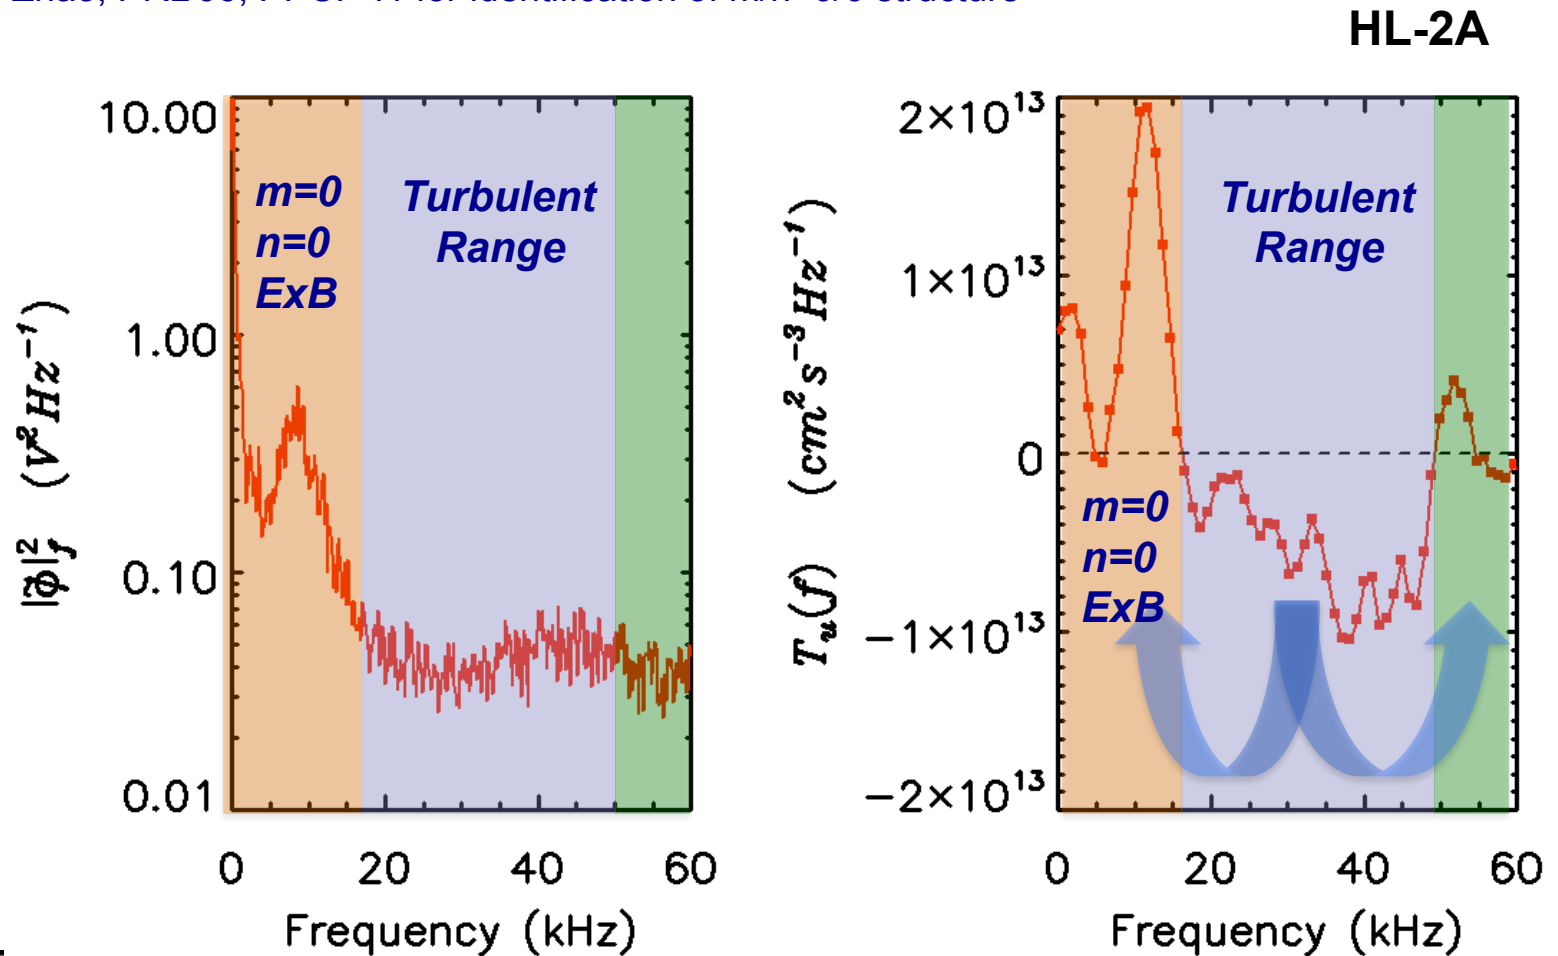 HL-2A
10.00
1.00
0.10
0.01
|φ̃|²f (V²Hz⁻¹)
m=0
n=0
ExB
Turbulent
Range
0 20 40 60
Frequency (kHz)
2×10¹³
1×10¹³
0
−1×10¹³
−2×10¹³
Tᵤ(f) (cm²s⁻³Hz⁻¹)
Turbulent
Range
m=0
n=0
ExB
0 20 40 60
Frequency (kHz)